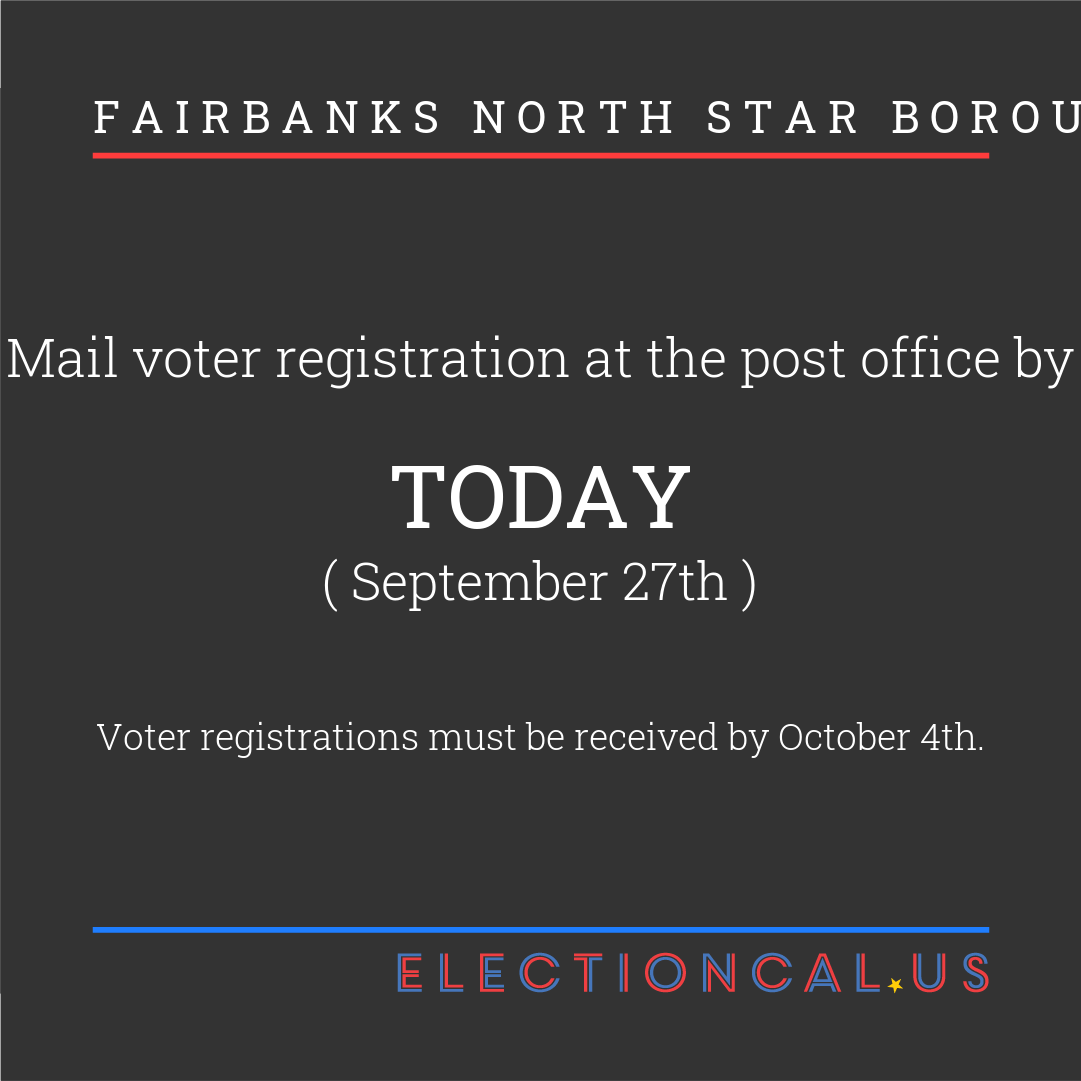 FAIRBANKS NORTH STAR BOROU
Mail voter registration at the post office by
TODAY
( September 27th )
Voter registrations must be received by October 4th.
ELECTIONCAL.US